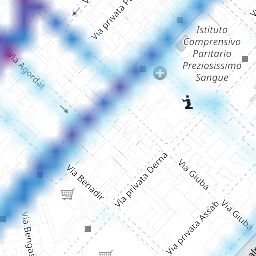 Via privata
Istituto
Comprensivo
Paritario
Preziosissimo
Sangue
Via Agordat
Via
Via Benadir
Via privata Derna
Via Giuba
Via privata Assab
Via Giuba
Via Bengasi